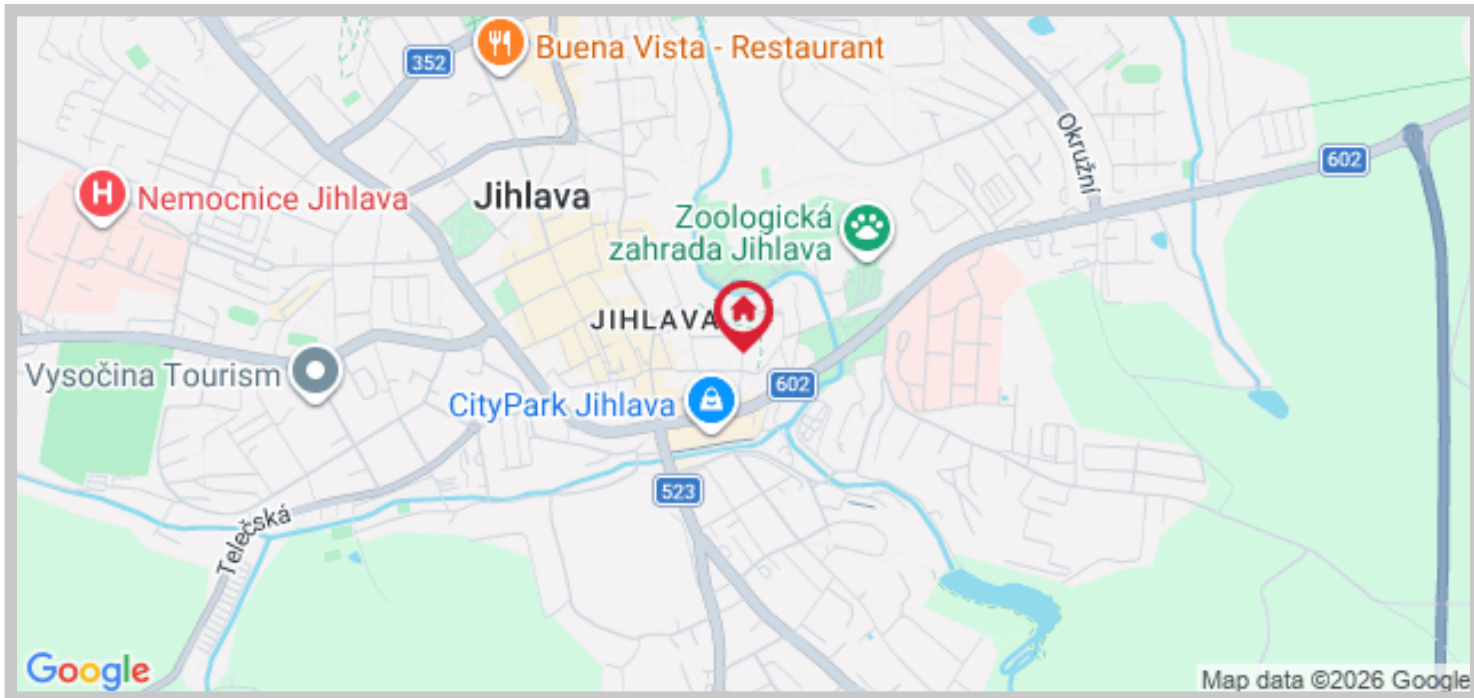 Buena Vista - Restaurant
352
Okružní
602
H
Nemocnice Jihlava
Jihlava
Zoologická
zahrada Jihlava
JIHLAVA
Vysočina Tourism
602
CityPark Jihlava
523
Telečská
Google
Map data ©2026 Google